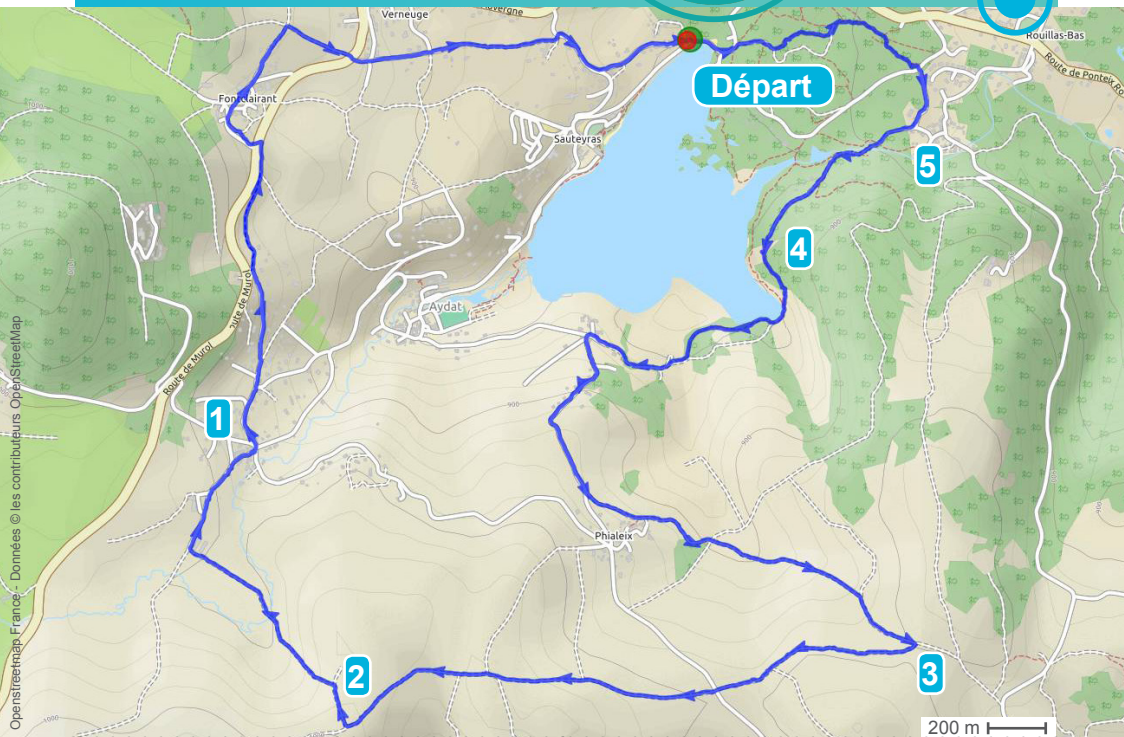 Verneuge
Auvergne
Rouillas-Bas
Route de Ponteix
Départ
Fontclairant
Sauteyras
5
4
900
Aydat
Route de Murol
Route de Murol
900
1
Phialeix
2
3
1000
200 m
Openstreetmap France - Données © les contributeurs OpenStreetMap